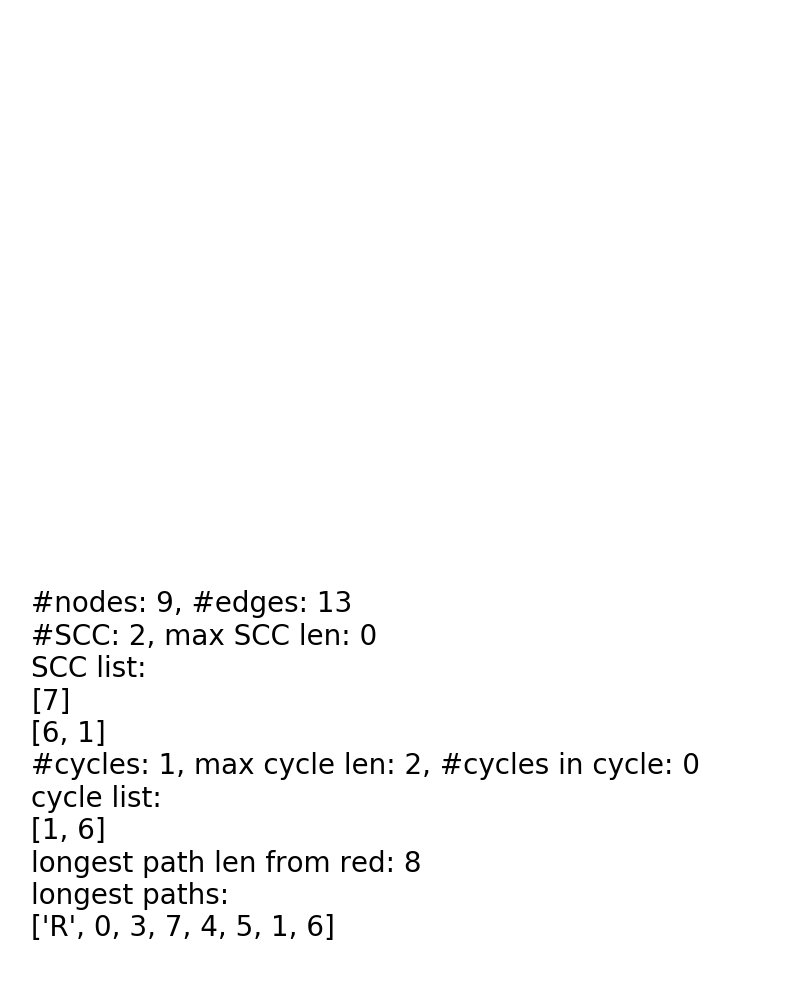 #nodes: 9, #edges: 13
#SCC: 2, max SCC len: 0
SCC list:
[7]
[6, 1]
#cycles: 1, max cycle len: 2, #cycles in cycle: 0
cycle list:
[1, 6]
longest path len from red: 8
longest paths:
['R', 0, 3, 7, 4, 5, 1, 6]